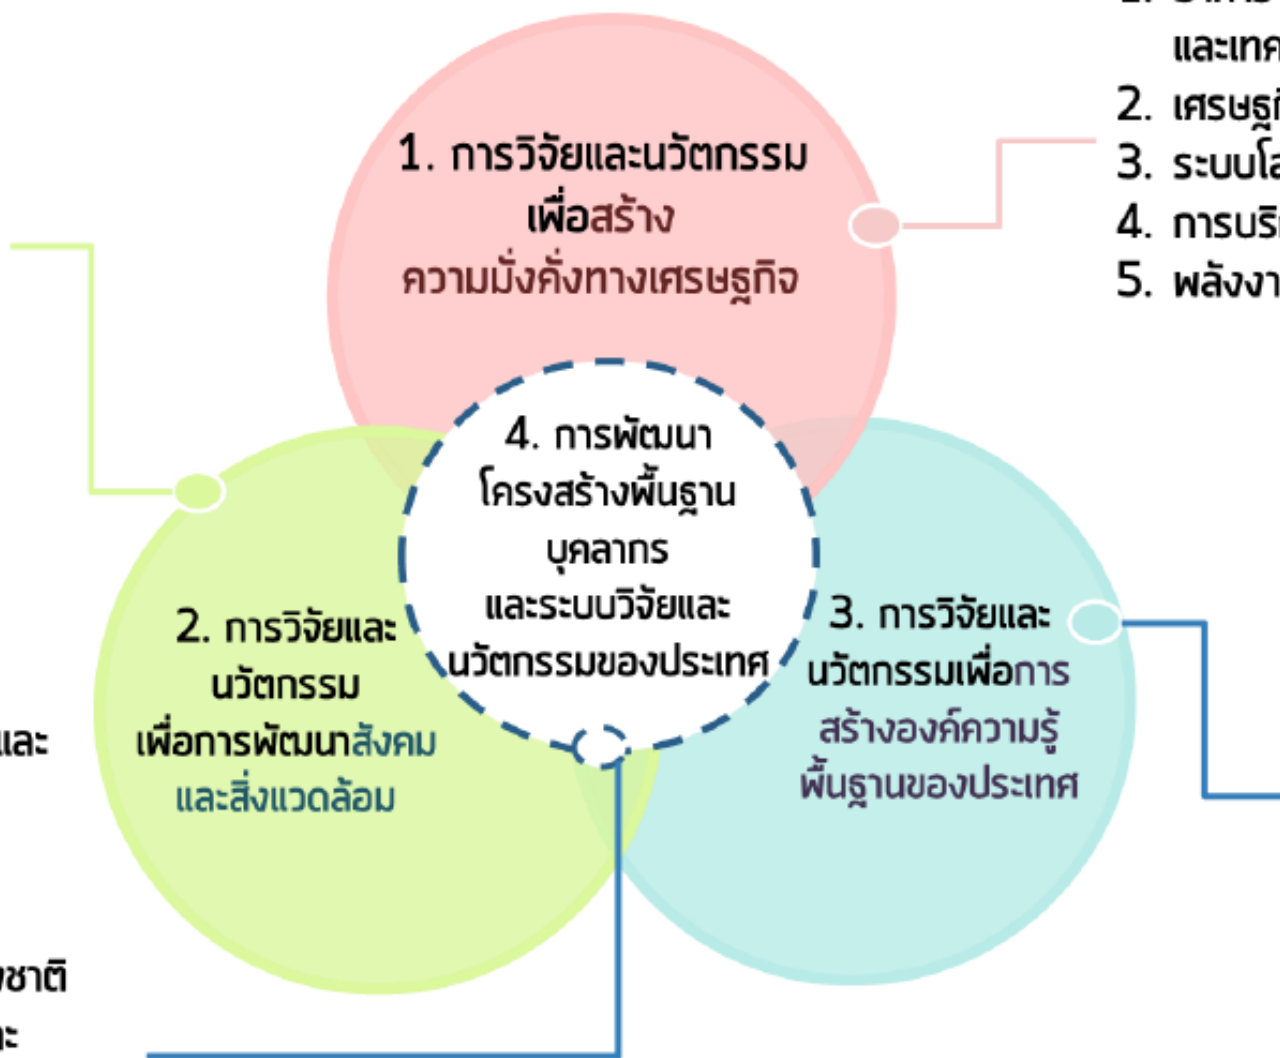 และเทค
2. เศรษฐกิ
3. ระบบโ
4. การบริ
5. พลังงา
1. การวิจัยและนวัตกรรม
เพื่อสร้าง
ความมั่งคั่งทางเศรษฐกิจ
4. การพัฒนา
โครงสร้างพื้นฐาน
บุคลากร
และระบบวิจัยและ
นวัตกรรมของประเทศ
2. การวิจัยและ
นวัตกรรม
เพื่อการพัฒนาสังคม
และสิ่งแวดล้อม
3. การวิจัยและ
นวัตกรรมเพื่อการ
สร้างองค์ความรู้
พื้นฐานของประเทศ
และ
ชาติ